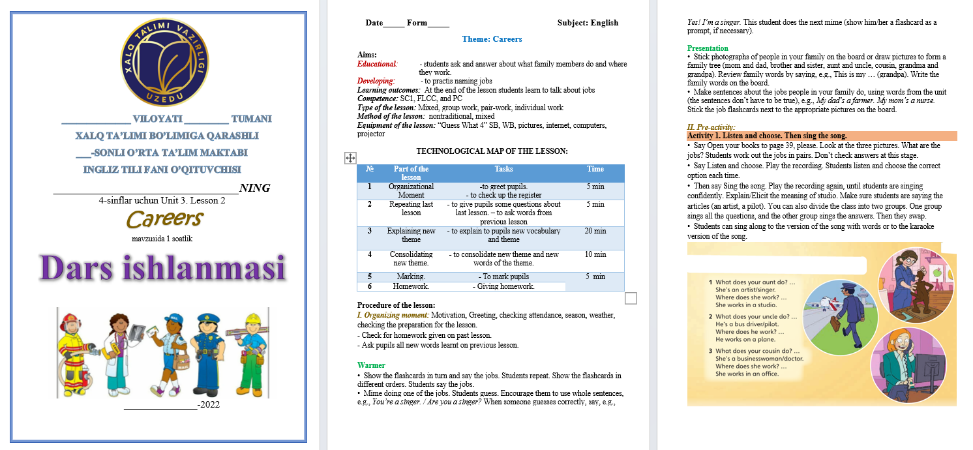 XALQ TA'LIMI VAZIRLIGI
UZEDU
____________ VILOYATI ________ TUMANI
XALQ TA'LIMI BO'LIMIGA QARASHLI
___-SONLI O'RTA TA'LIM MAKTABI
INGLIZ TILI FANI O'QITUVCHISI
_______________________________NING
4-sinflar uchun Unit 3. Lesson 2
Careers
mavzusida 1 soatlik
Dars ishlanmasi
_______________-2022
Date_____ Form_____ Subject: English
Theme: Careers
Aims:
Educational: - students ask and answer about what family members do and where
they work.
Developing: - to practis naming jobs
Learning outcomes: At the end of the lesson students learn to talk about jobs
Competence: SC1, FLCC, and PC
Type of the lesson: Mixed, group work, pair-work, individual work
Method of the lesson: nontraditional, mixed
Equipment of the lesson: "Guess What 4" SB, WB, pictures, internet, computers,
projector
TECHNOLOGICAL MAP OF THE LESSON:
№ Part of the lesson Tasks Time
1 Organizational Moment -to greet pupils. - to check up the register 5 min
2 Repeating last lesson - to give pupils some questions about last lesson. – to ask words from previous lesson 5 min
3 Explaining new theme - to explain to pupils new vocabulary and theme 20 min
4 Consolidating new theme. - to consolidate new theme and new words of the theme. 10 min
5 Marking. - To mark pupils 5 min
6 Homework. - Giving homework.
Procedure of the lesson:
I. Organizing moment: Motivation, Greeting, checking attendance, season, weather,
checking the preparation for the lesson.
- Check for homework given on past lesson.
- Ask pupils all new words learnt on previous lesson.
Warmer
• Show the flashcards in turn and say the jobs. Students repeat. Show the flashcards in
different orders. Students say the jobs.
• Mime doing one of the jobs. Students guess. Encourage them to use whole sentences,
e.g., You're a singer. / Are you a singer? When someone guesses correctly, say, e.g.,
Yes! I'm a singer. This student does the next mime (show him/her a flashcard as a
prompt, if necessary).
Presentation
• Stick photographs of people in your family on the board or draw pictures to form a
family tree (mom and dad, brother and sister, aunt and uncle, cousin, grandma and
grandpa). Review family words by saying, e.g., This is my … (grandpa). Write the
family words on the board.
• Make sentences about the jobs people in your family do, using words from the unit
(the sentences don't have to be true), e.g., My dad's a farmer. My mom's a nurse.
Stick the job flashcards next to the appropriate pictures on the board.
II. Pre-activity:
Activity 1. Listen and choose. Then sing the song.
• Say Open your books to page 39, please. Look at the three pictures. What are the
jobs? Students work out the jobs in pairs. Don't check answers at this stage.
• Say Listen and choose. Play the recording. Students listen and choose the correct
option each time.
• Then say Sing the song. Play the recording again, until students are singing
confidently. Explain/Elicit the meaning of studio. Make sure students are saying the
articles (an artist, a pilot). You can also divide the class into two groups. One group
sings all the questions, and the other group sings the answers. Then they swap.
• Students can sing along to the version of the song with words or to the karaoke
version of the song.
1 What does your aunt do? …
She's an artist/singer.
Where does she work? …
She works in a studio.
2 What does your uncle do? …
He's a bus driver/pilot.
Where does he work? …
He works on a plane.
3 What does your cousin do? …
She's a businesswoman/doctor.
Where does she work? …
She works in an office.